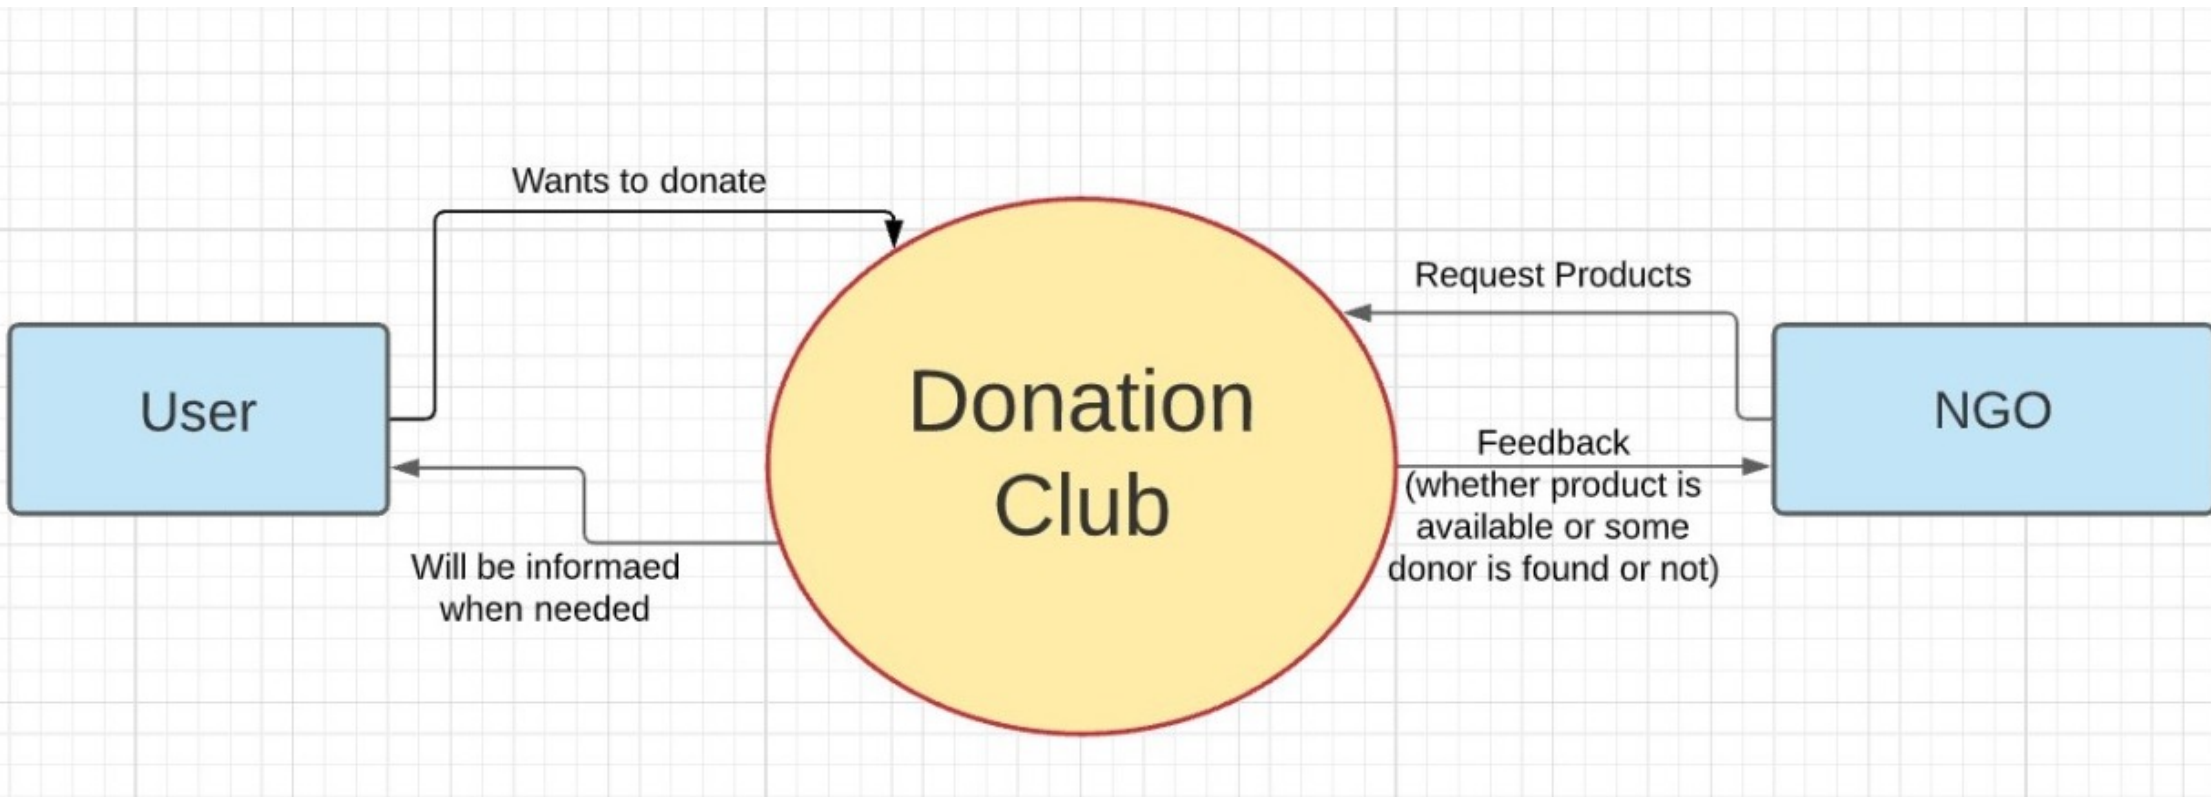 Wants to donate
User
Will be informaed
when needed
Donation
Club
Request Products
Feedback
(whether product is
available or some
donor is found or not)
NGO